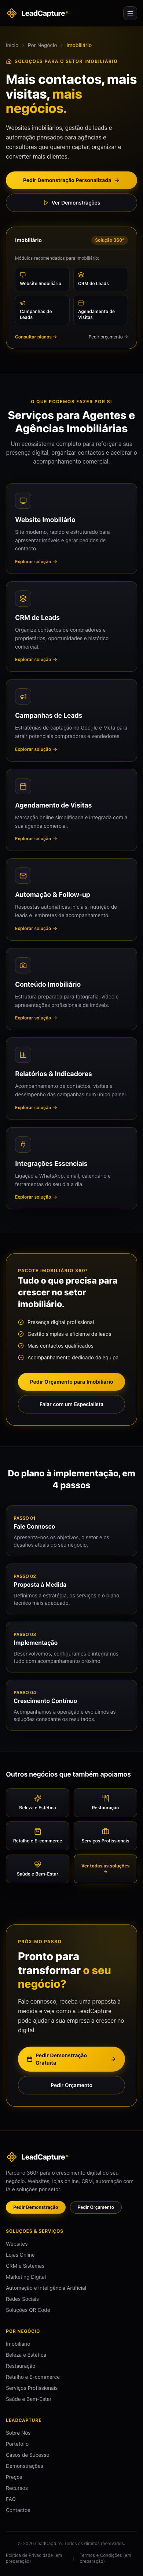 LeadCapture+
Início > Por Negócio > Imobiliário
SOLUÇÕES PARA O SETOR IMOBILIÁRIO
Mais contactos, mais
visitas, mais
negócios.
Websites imobiliários, gestão de leads e
automação pensados para agências e
consultores que querem captar, organizar e
converter mais clientes.
Pedir Demonstração Personalizada →
Ver Demonstrações
Imobiliário
Solução 360º
Módulos recomendados para Imobiliário:
Website Imobiliário
CRM de Leads
Campanhas de
Leads
Agendamento de
Visitas
Consultar planos →
Pedir orçamento →
O QUE PODEMOS FAZER POR SI
Serviços para Agentes e
Agências Imobiliárias
Um ecossistema completo para reforçar a sua
presença digital, organizar contactos e acelerar o
acompanhamento comercial.
Website Imobiliário
Site moderno, rápido e estruturado para
apresentar imóveis e gerar pedidos de
contacto.
Explorar solução →
CRM de Leads
Organize contactos de compradores e
proprietários, oportunidades e histórico
comercial.
Explorar solução →
Campanhas de Leads
Estratégias de captação no Google e Meta para
atrair potenciais compradores e vendedores.
Explorar solução →
Agendamento de Visitas
Marcação online simplificada e integrada com a
sua agenda comercial.
Explorar solução →
Automação & Follow-up
Respostas automáticas iniciais, nutrição de
leads e lembretes de acompanhamento.
Explorar solução →
Conteúdo Imobiliário
Estrutura preparada para fotografia, vídeo e
apresentações profissionais de imóveis.
Explorar solução →
Relatórios & Indicadores
Acompanhamento de contactos, visitas e
desempenho das campanhas num único painel.
Explorar solução →
Integrações Essenciais
Ligação a WhatsApp, email, calendário e
ferramentas do seu dia a dia.
Explorar solução →
PACOTE IMOBILIÁRIO 360º
Tudo o que precisa para
crescer no setor
imobiliário.
Presença digital profissional
Gestão simples e eficiente de leads
Mais contactos qualificados
Acompanhamento dedicado da equipa
Pedir Orçamento para Imobiliário
Falar com um Especialista
Do plano à implementação, em
4 passos
PASSO 01
Fale Connosco
Apresenta-nos os objetivos, o setor e os
desafios atuais do seu negócio.
PASSO 02
Proposta à Medida
Definimos a estratégia, os serviços e o plano
técnico mais adequado.
PASSO 03
Implementação
Desenvolvemos, configuramos e integramos
tudo com acompanhamento próximo.
PASSO 04
Crescimento Contínuo
Acompanhamos a operação e evoluímos as
soluções consoante os resultados.
Outros negócios que também apoiamos
Beleza e Estética
Restauração
Retalho e E-commerce
Serviços Profissionais
Saúde e Bem-Estar
Ver todas as soluções
→
PRÓXIMO PASSO
Pronto para
transformar o seu
negócio?
Fale connosco, receba uma proposta à
medida e veja como a LeadCapture
pode ajudar a sua empresa a crescer no
digital.
Pedir Demonstração
Gratuita →
Pedir Orçamento
LeadCapture+
Parceiro 360º para o crescimento digital do seu
negócio. Websites, lojas online, CRM, automação com
IA e soluções por setor.
Pedir Demonstração
Pedir Orçamento
SOLUÇÕES & SERVIÇOS
Websites
Lojas Online
CRM e Sistemas
Marketing Digital
Automação e Inteligência Artificial
Redes Sociais
Soluções QR Code
POR NEGÓCIO
Imobiliário
Beleza e Estética
Restauração
Retalho e E-commerce
Serviços Profissionais
Saúde e Bem-Estar
LEADCAPTURE
Sobre Nós
Portefólio
Casos de Sucesso
Demonstrações
Preços
Recursos
FAQ
Contactos
© 2026 LeadCapture. Todos os direitos reservados.
Política de Privacidade (em
preparação)
|
Termos e Condições (em
preparação)